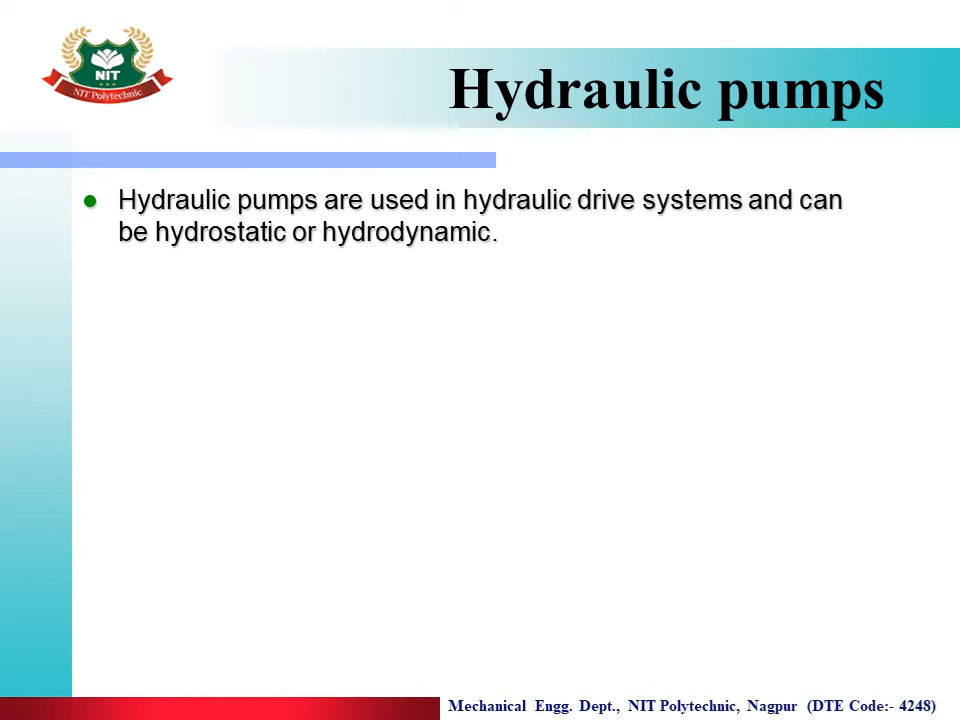 NIT
NIT Polytechnic
Hydraulic pumps
Hydraulic pumps are used in hydraulic drive systems and can
be hydrostatic or hydrodynamic.
Mechanical Engg. Dept., NIT Polytechnic, Nagpur (DTE Code:- 4248)